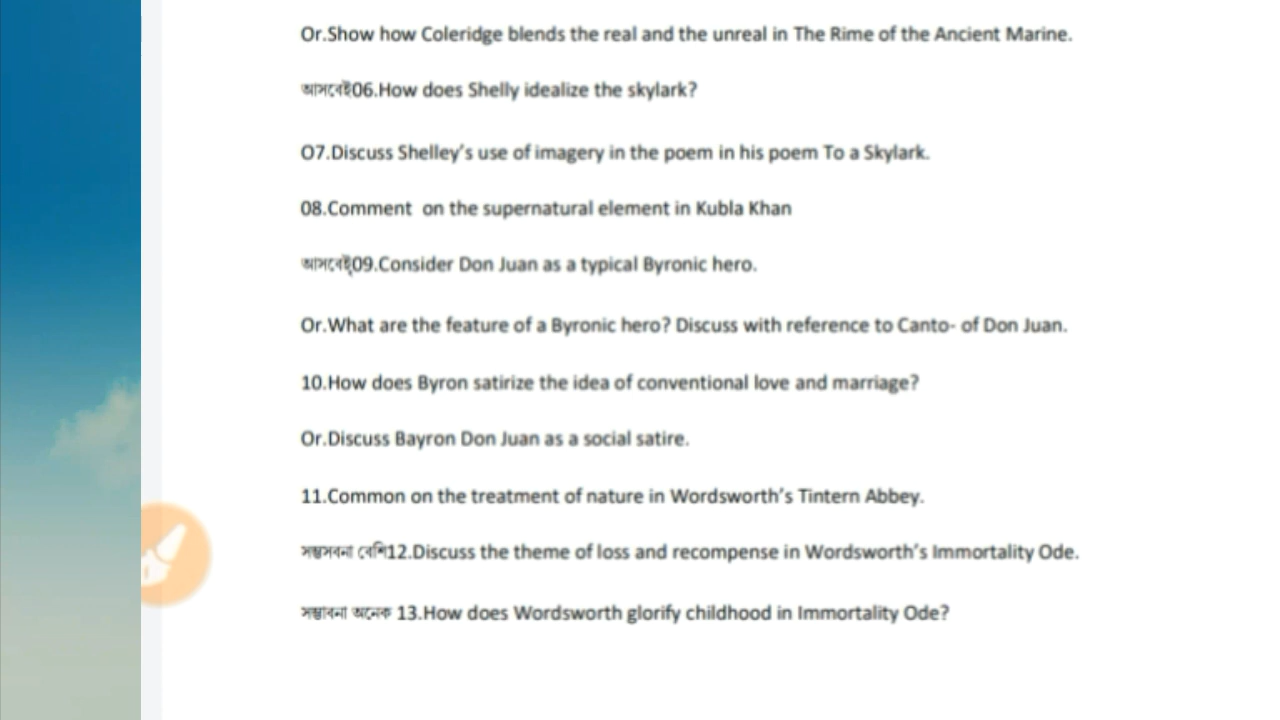 Or.Show how Coleridge blends the real and the unreal in The Rime of the Ancient Marine.
আসবেই06.How does Shelly idealize the skylark?
O7.Discuss Shelley's use of imagery in the poem in his poem To a Skylark.
08.Comment on the supernatural element in Kubla Khan
আসবেই09.Consider Don Juan as a typical Byronic hero.
Or.What are the feature of a Byronic hero? Discuss with reference to Canto- of Don Juan.
10.How does Byron satirize the idea of conventional love and marriage?
Or.Discuss Bayron Don Juan as a social satire.
11.Common on the treatment of nature in Wordsworth's Tintern Abbey.
সম্ভাবনা বেশি12.Discuss the theme of loss and recompense in Wordsworth's Immortality Ode.
সম্ভাবনা অনেক 13.How does Wordsworth glorify childhood in Immortality Ode?